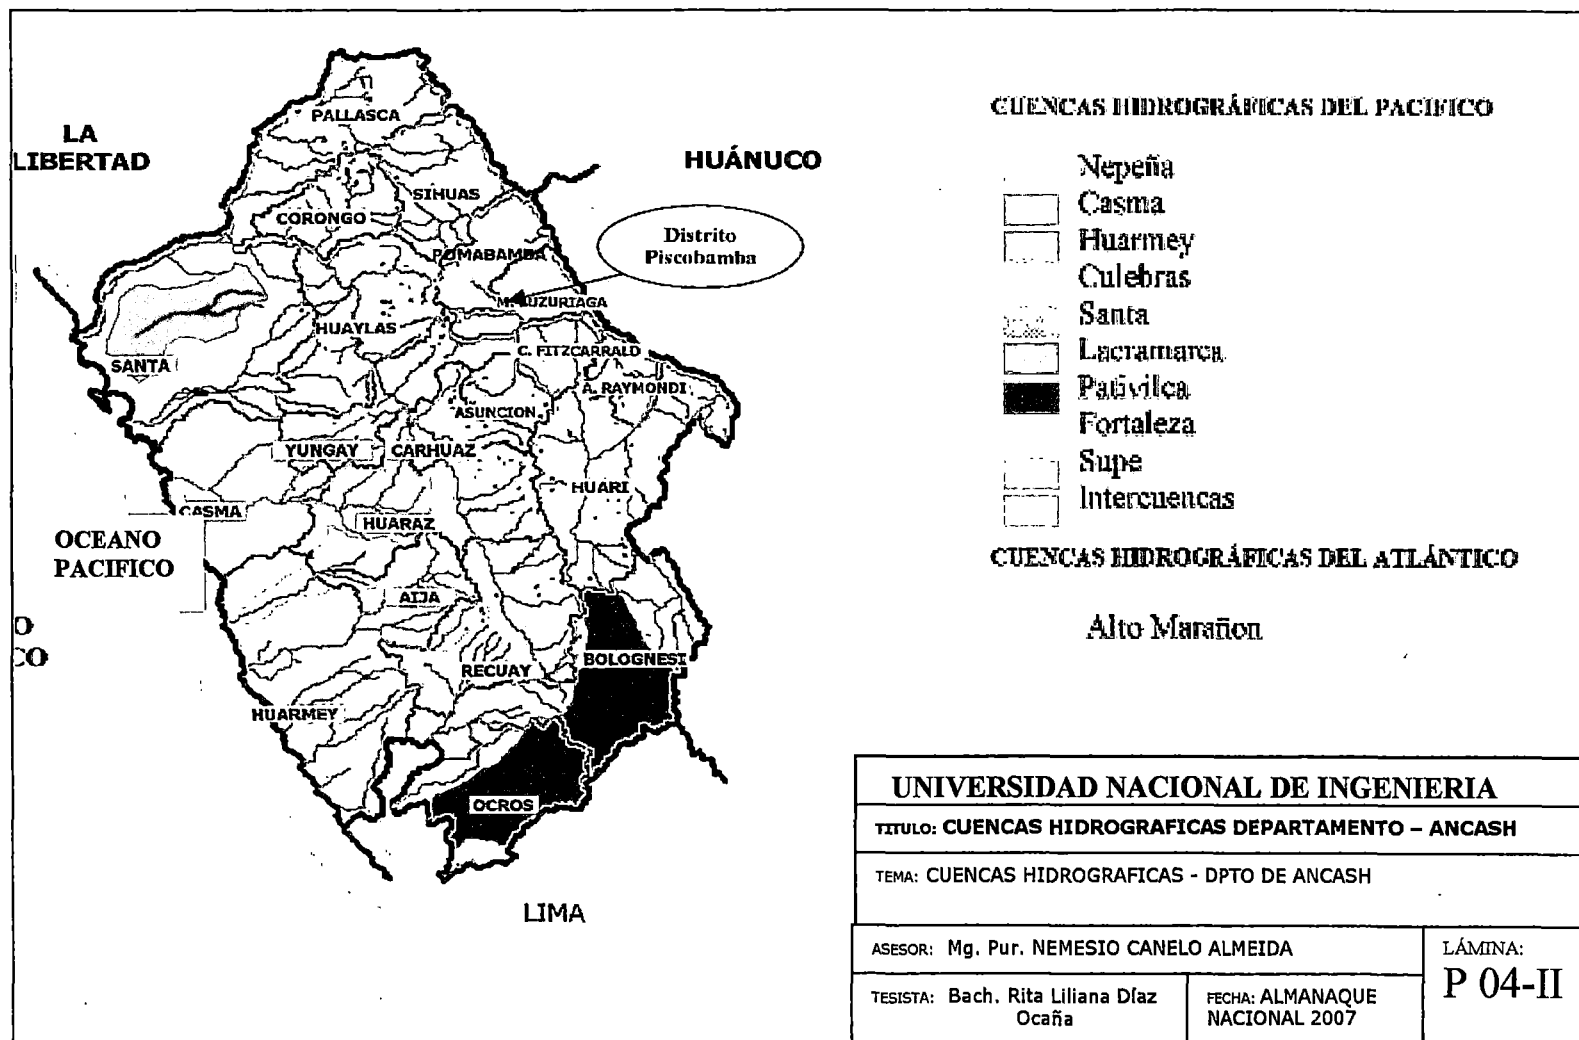 LA
LIBERTAD
HUÁNUCO
PALLASCA
SIHUAS
CORONGO
POMABAMBA
Distrito
Piscobamba
M. LUZURIAGA
HUAYLAS
C. FITZCARRALD
SANTA
A. RAYMONDI
ASUNCION
YUNGAY
CARHUAZ
HUARI
CASMA
HUARAZ
OCEANO
PACIFICO
AIJA
O
CO
BOLOGNESI
RECUAY
HUARMEY
OCROS
LIMA
CUENCAS HIDROGRÁFICAS DEL PACIFICO
Nepeña
Casma
Huarmey
Culebras
Santa
Lacramarca
Pativilca
Fortaleza
Supe
Intercuencas
CUENCAS HIDROGRÁFICAS DEL ATLÁNTICO
Alto Marañon
UNIVERSIDAD NACIONAL DE INGENIERIA
TITULO: CUENCAS HIDROGRAFICAS DEPARTAMENTO – ANCASH
TEMA: CUENCAS HIDROGRAFICAS - DPTO DE ANCASH
ASESOR: Mg. Pur. NEMESIO CANELO ALMEIDA
TESISTA: Bach. Rita Liliana Díaz
Ocaña
FECHA: ALMANAQUE
NACIONAL 2007
LÁMINA:
P 04-II